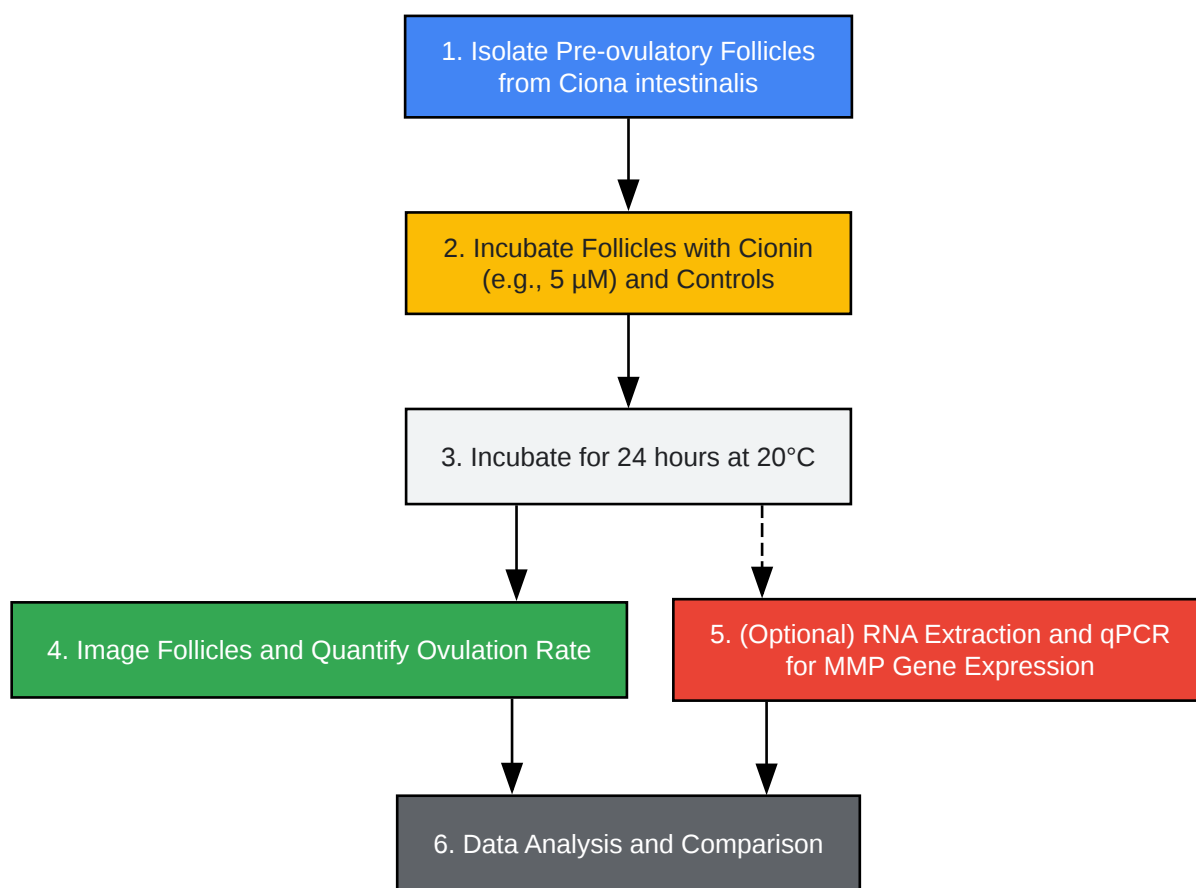 1. Isolate Pre-ovulatory Follicles
from Ciona intestinalis
2. Incubate Follicles with Cionin
(e.g., 5 µM) and Controls
3. Incubate for 24 hours at 20°C
4. Image Follicles and Quantify Ovulation Rate
5. (Optional) RNA Extraction and qPCR
for MMP Gene Expression
6. Data Analysis and Comparison